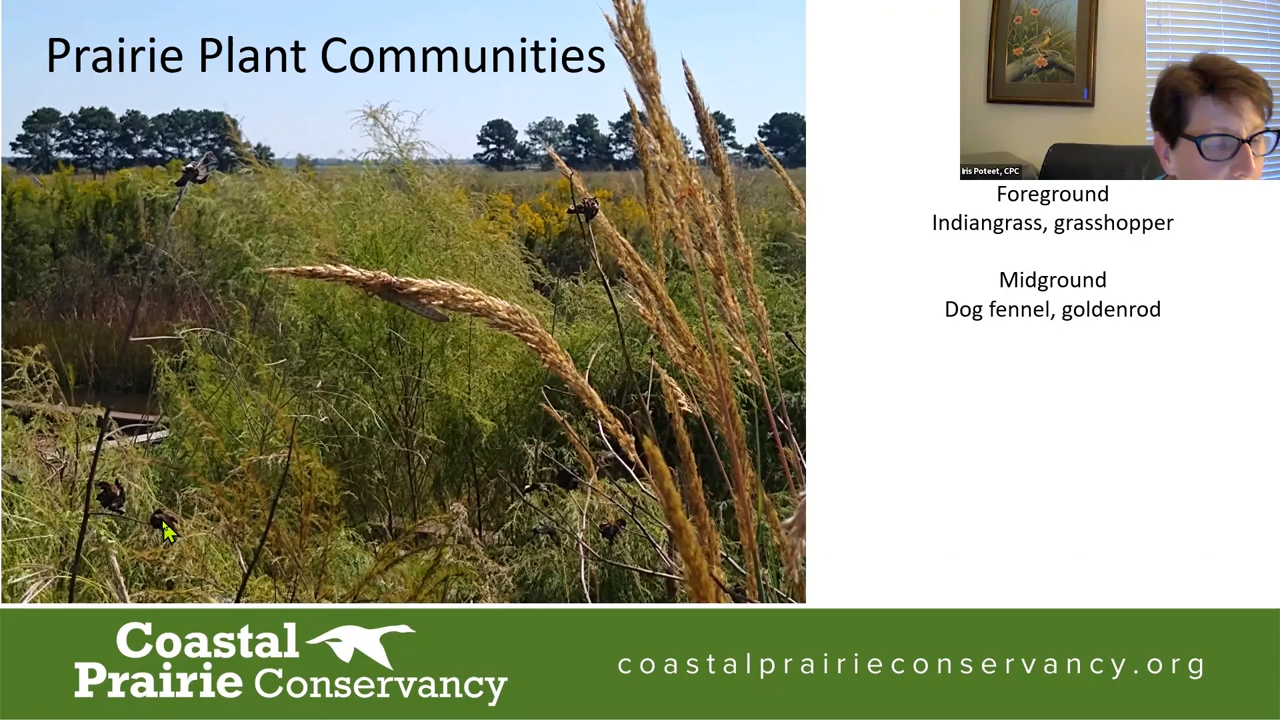 Prairie Plant Communities
Iris Poteet, CPC
Foreground
Indiangrass, grasshopper
Midground
Dog fennel, goldenrod
Coastal
Prairie Conservancy
coastalprairieconservancy.org